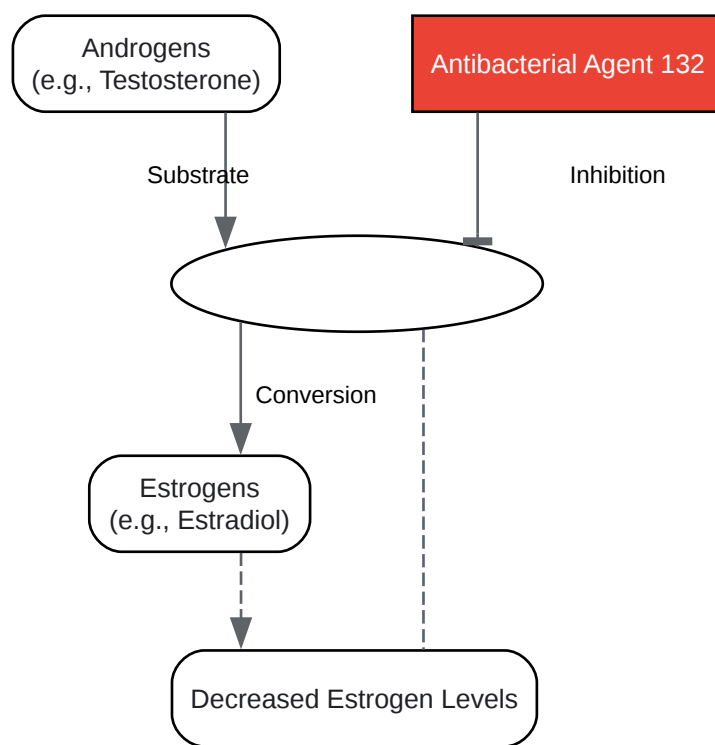 Androgens
(e.g., Testosterone)
Antibacterial Agent 132
Substrate
Inhibition
Conversion
Estrogens
(e.g., Estradiol)
Decreased Estrogen Levels